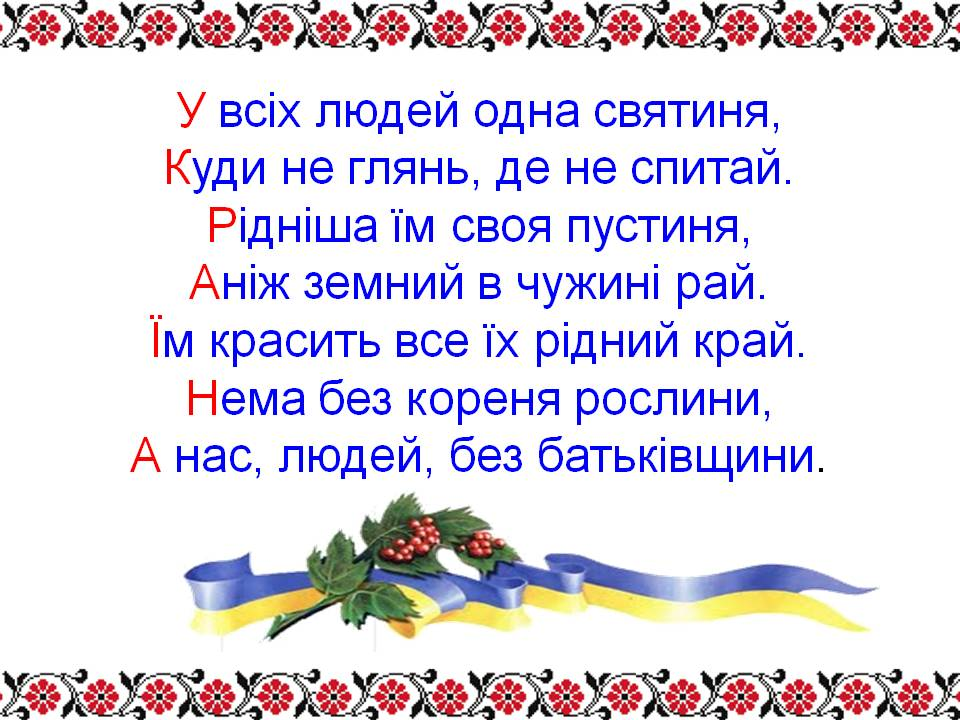 У всіх людей одна святиня,
Куди не глянь, де не спитай.
Рідніша їм своя пустиня,
Аніж земний в чужині рай.
Їм красить все їх рідний край.
Нема без кореня рослини,
А нас, людей, без батьківщини.